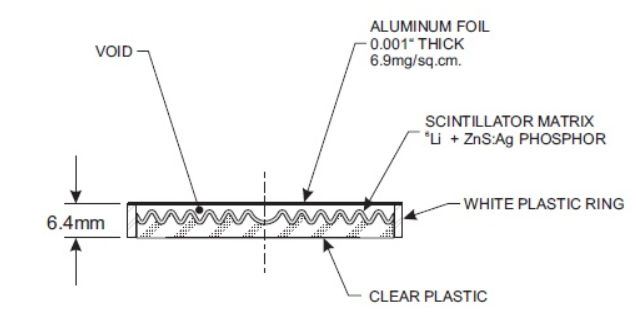 ALUMINUM FOIL
0.001" THICK
6.9mg/sq.cm.
VOID
SCINTILLATOR MATRIX
⁶Li + ZnS:Ag PHOSPHOR
WHITE PLASTIC RING
6.4mm
CLEAR PLASTIC